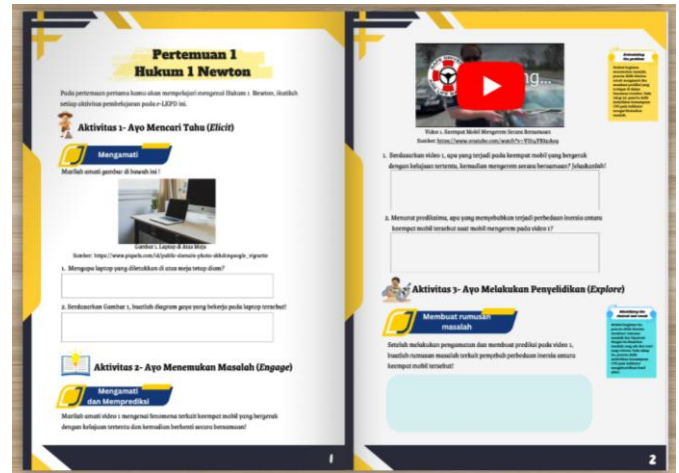 Pertemuan 1
Hukum 1 Newton
Pada pertemuan pertama kamu akan mempelajari mengenai Hukum 1 Newton, ikutilah
setiap aktivitas pembelajaran pada e-LKPD ini.
Aktivitas 1- Ayo Mencari Tahu (Elicit)
Mengamati
Marilah amati gambar di bawah ini !
Gambar 1. Laptop di Atas Meja
1. Mengapa laptop yang diletakkan di atas meja tetap diam?
2. Berdasarkan Gambar 1, buatlah diagram gaya yang bekerja pada laptop tersebut!
Aktivitas 2- Ayo Menemukan Masalah (Engage)
Mengamati
dan Memprediksi
Marilah amati video 1 mengenai fenomena terkait keempat mobil yang bergerak
dengan kelajuan tertentu dan kemudian berhenti secara bersamaan!
1
Video 1. Keempat Mobil Mengerem Secara Bersamaan
1. Berdasarkan video 1, apa yang terjadi pada keempat mobil yang bergerak
dengan kelajuan tertentu, kemudian mengerem secara bersamaan? Jelaskanlah!
2. Menurut prediksimu, apa yang menyebabkan terjadi perbedaan inersia antara
keempat mobil tersebut saat mobil mengerem pada video 1?
Aktivitas 3- Ayo Melakukan Penyelidikan (Explore)
Membuat rumusan
masalah
Setelah melakukan pengamatan dan membuat prediksi pada video 1,
buatlah rumusan masalah terkait penyebab perbedaan inersia antara
keempat mobil tersebut!
2